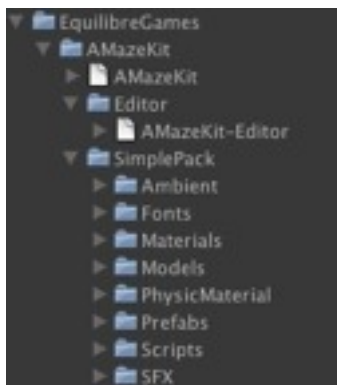 EquilibreGames
AMazeKit
AMazeKit
Editor
AMazeKit-Editor
SimplePack
Ambient
Fonts
Materials
Models
PhysicMaterial
Prefabs
Scripts
SFX